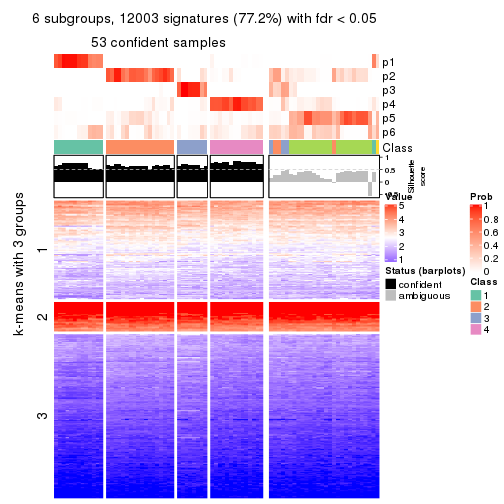 6 subgroups, 12003 signatures (77.2%) with fdr < 0.05
53 confident samples
p1
p2
p3
p4
p5
p6
Class
1
0.5
0
Silhouette
score
k-means with 3 groups
1
2
3
Value
5
4
3
2
1
Status (barplots)
confident
ambiguous
Prob
1
0.8
0.6
0.4
0.2
0
Class
1
2
3
4